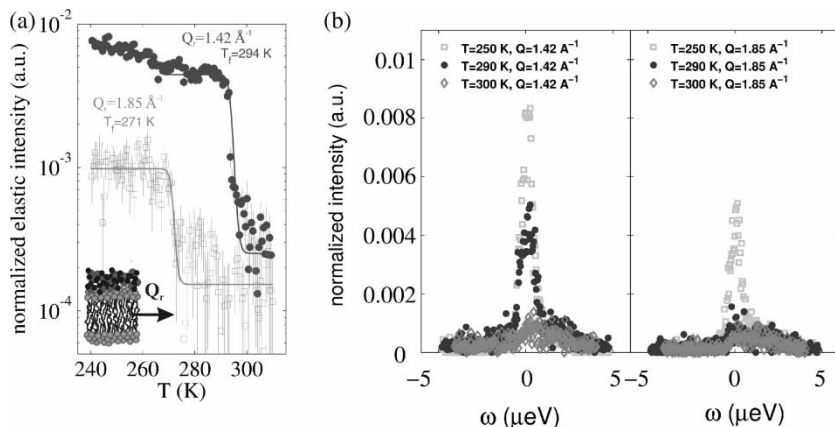 (a)
10⁻²
10⁻³
10⁻⁴
normalized elastic intensity (a.u.)
Qᵣ=1.42 Å⁻¹
T_f=294 K
Qᵣ=1.85 Å⁻¹
T_f=271 K
Qᵣ
240 260 280 300
T (K)
(b)
normalized intensity (a.u.)
0.01
0.008
0.006
0.004
0.002
0
T=250 K, Q=1.42 A⁻¹
T=290 K, Q=1.42 A⁻¹
T=300 K, Q=1.42 A⁻¹
−5 0 5
ω (μeV)
T=250 K, Q=1.85 A⁻¹
T=290 K, Q=1.85 A⁻¹
T=300 K, Q=1.85 A⁻¹
−5 0 5
ω (μeV)